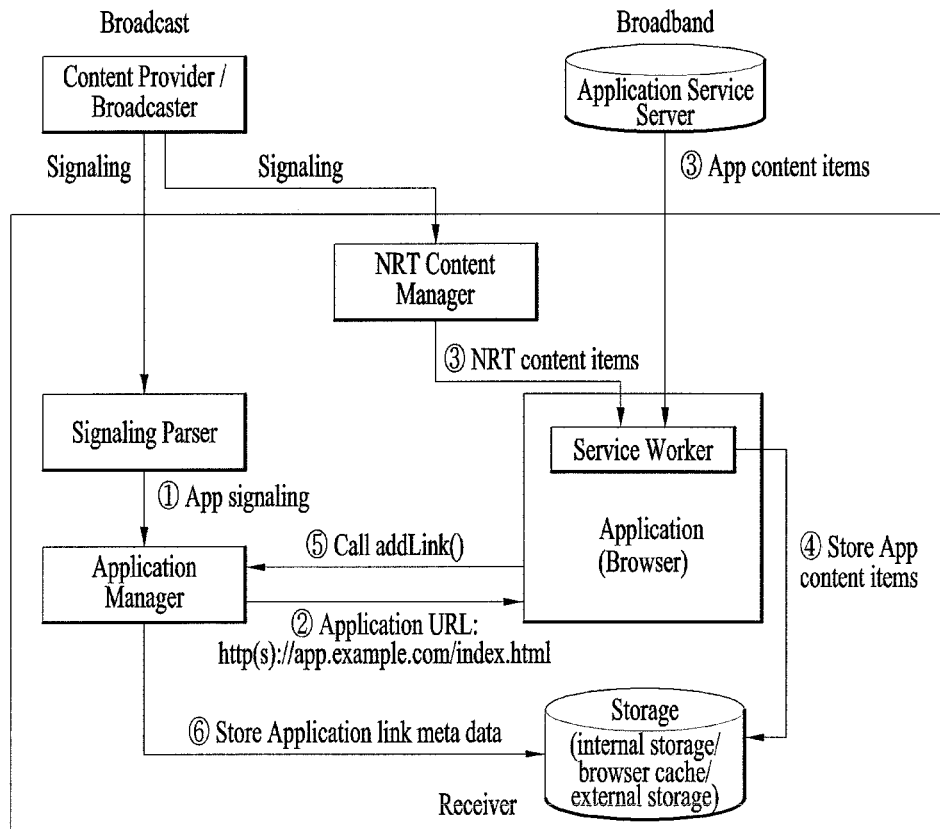 Broadcast
Broadband
Content Provider /
Broadcaster
Application Service
Server
Signaling
Signaling
③ App content items
NRT Content
Manager
③ NRT content items
Signaling Parser
Service Worker
① App signaling
Application
(Browser)
⑤ Call addLink()
④ Store App
content items
Application
Manager
② Application URL:
http(s)://app.example.com/index.html
Storage
(internal storage/
browser cache/
external storage)
⑥ Store Application link meta data
Receiver